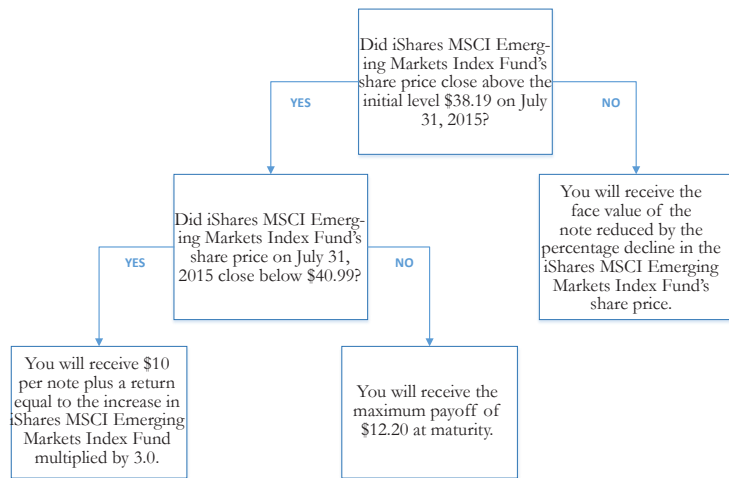 Did iShares MSCI Emerg-
ing Markets Index Fund's
share price close above the
initial level $38.19 on July
31, 2015?
YES
NO
Did iShares MSCI Emerg-
ing Markets Index Fund's
share price on July 31,
2015 close below $40.99?
You will receive the
face value of the
note reduced by the
percentage decline in the
iShares MSCI Emerging
Markets Index Fund's
share price.
YES
NO
You will receive $10
per note plus a return
equal to the increase in
iShares MSCI Emerging
Markets Index Fund
multiplied by 3.0.
You will receive the
maximum payoff of
$12.20 at maturity.